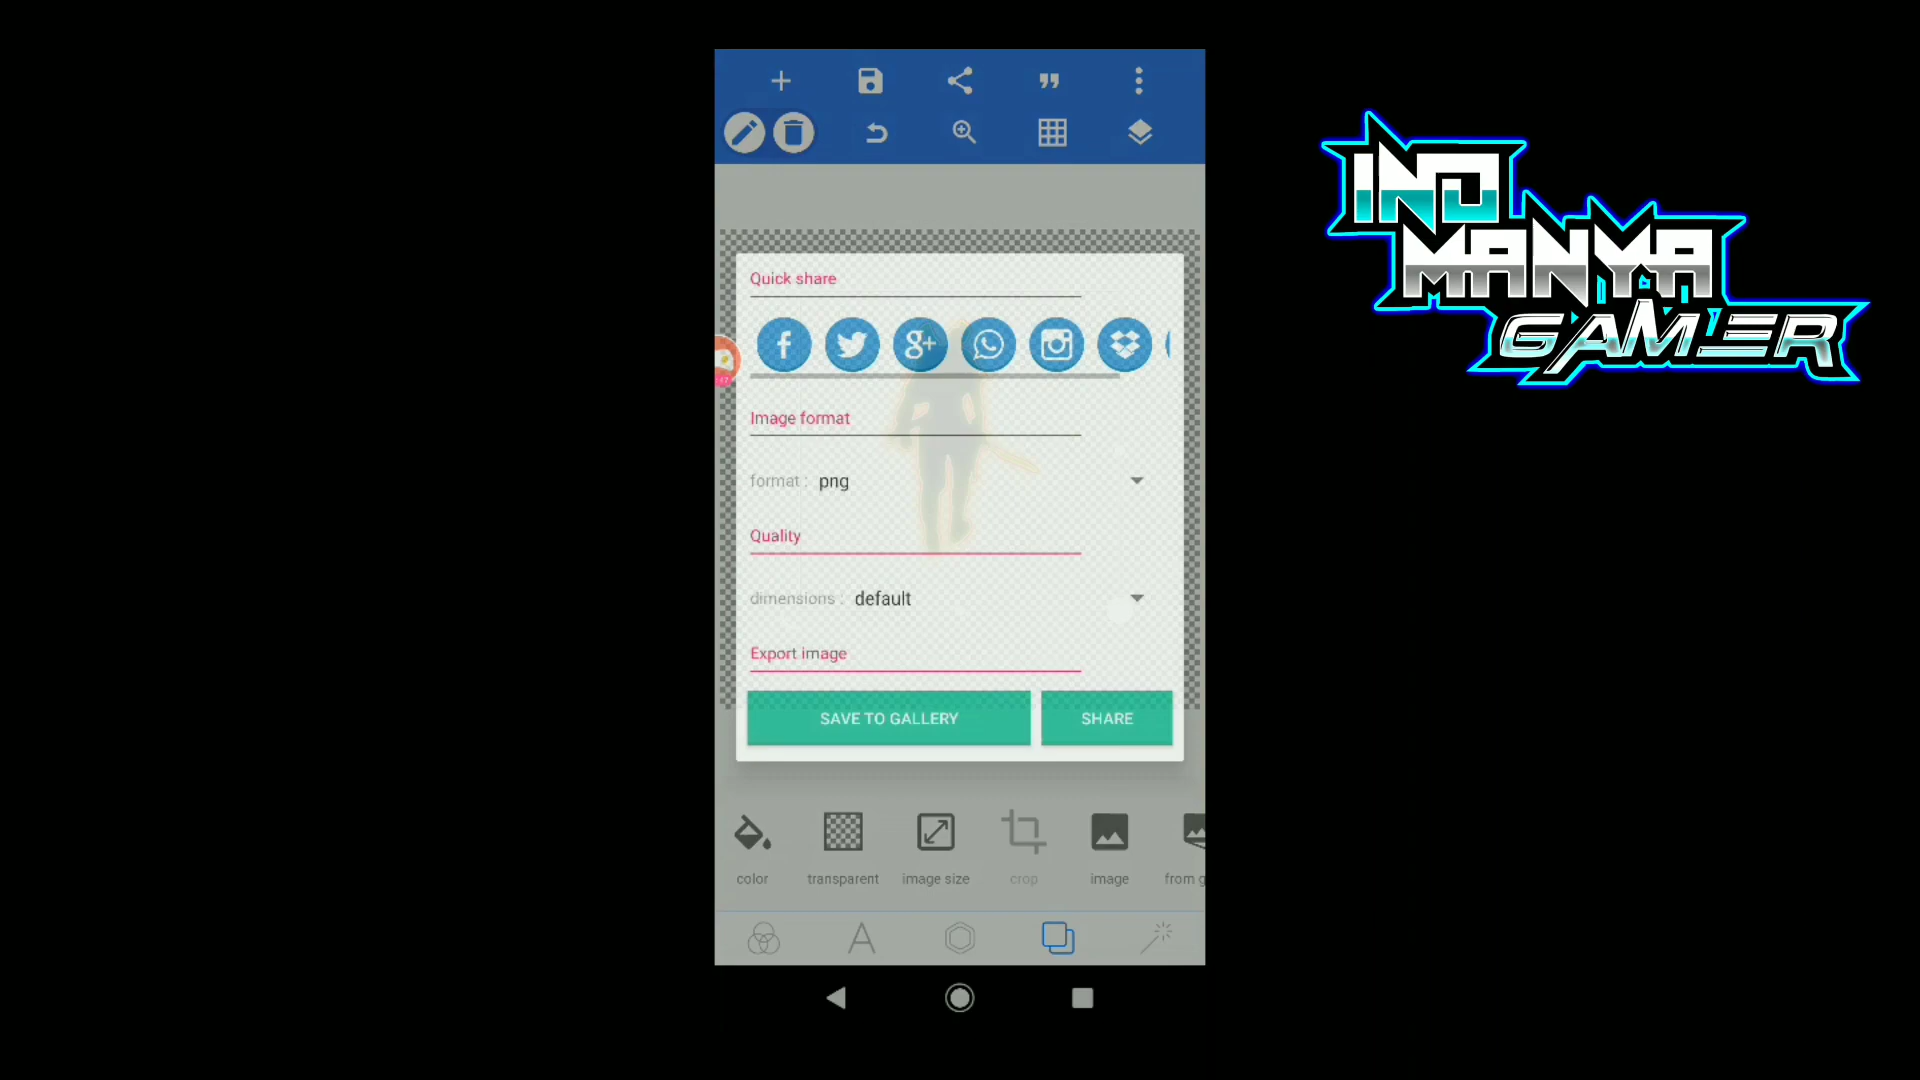 Quick share
Image format
format : png
Quality
dimensions : default
Export image
SAVE TO GALLERY
SHARE
color
transparent
image size
crop
image
from g
INO
MANYA
GAMER